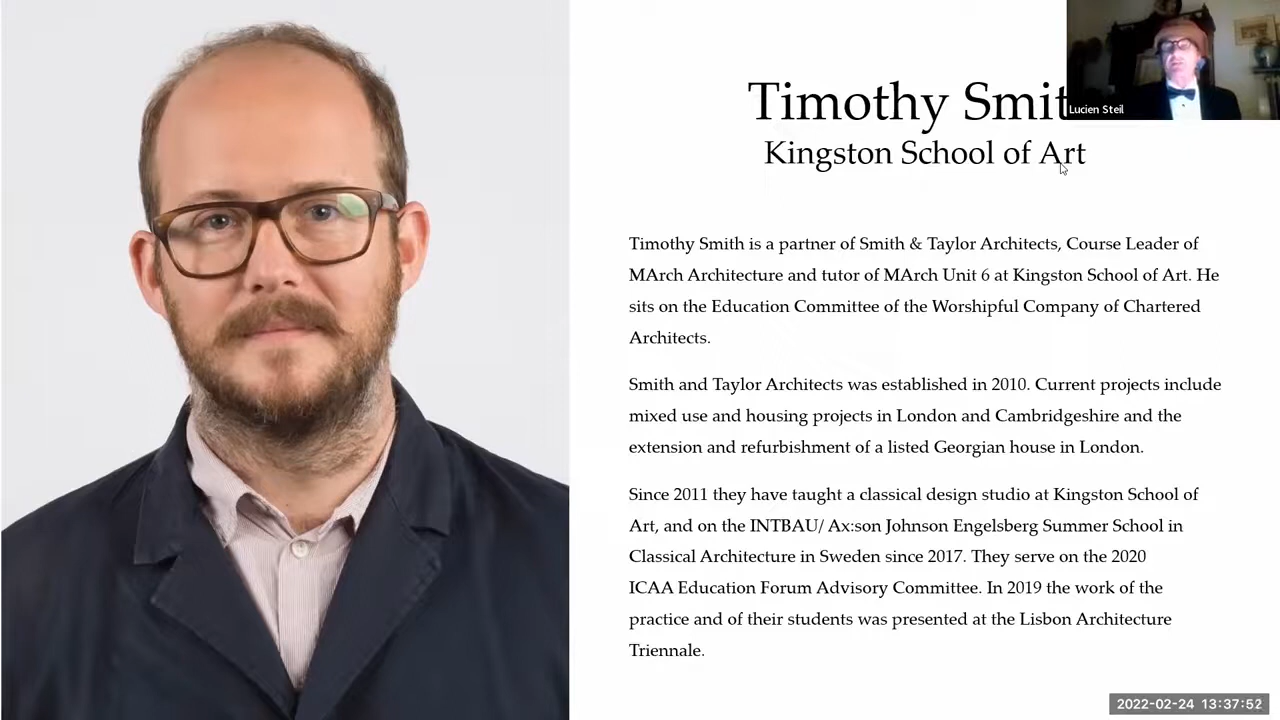 Timothy Smit
Lucien Steil
Kingston School of Art
Timothy Smith is a partner of Smith & Taylor Architects, Course Leader of
MArch Architecture and tutor of MArch Unit 6 at Kingston School of Art. He
sits on the Education Committee of the Worshipful Company of Chartered
Architects.
Smith and Taylor Architects was established in 2010. Current projects include
mixed use and housing projects in London and Cambridgeshire and the
extension and refurbishment of a listed Georgian house in London.
Since 2011 they have taught a classical design studio at Kingston School of
Art, and on the INTBAU/ Ax:son Johnson Engelsberg Summer School in
Classical Architecture in Sweden since 2017. They serve on the 2020
ICAA Education Forum Advisory Committee. In 2019 the work of the
practice and of their students was presented at the Lisbon Architecture
Triennale.
2022-02-24 13:37:52